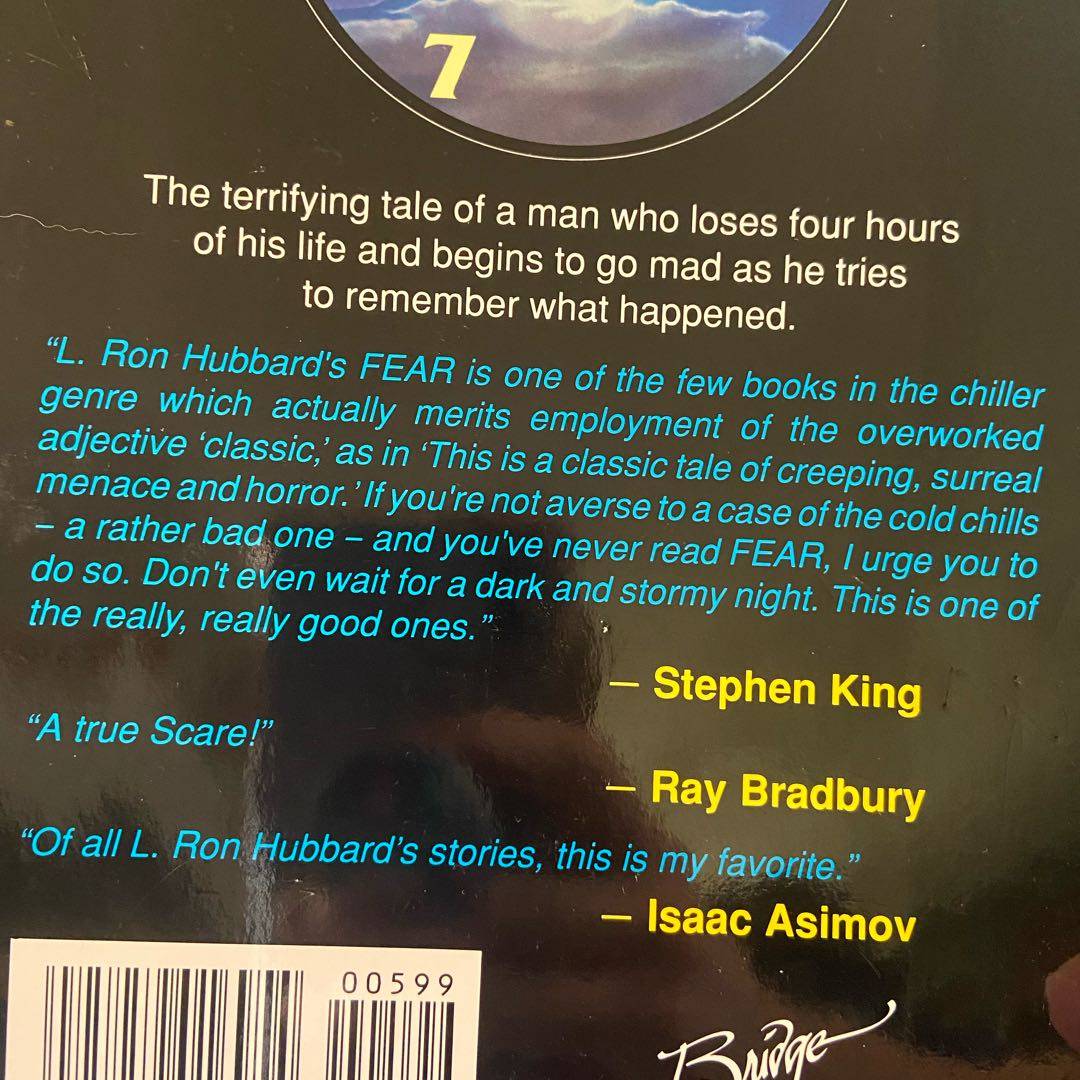 7
The terrifying tale of a man who loses four hours
of his life and begins to go mad as he tries
to remember what happened.
“L. Ron Hubbard's FEAR is one of the few books in the chiller
genre which actually merits employment of the overworked
adjective ‘classic,’ as in ‘This is a classic tale of creeping, surreal
menace and horror.’ If you're not averse to a case of the cold chills
– a rather bad one – and you've never read FEAR, I urge you to
do so. Don't even wait for a dark and stormy night. This is one of
the really, really good ones.”
— Stephen King
“A true Scare!”
— Ray Bradbury
“Of all L. Ron Hubbard’s stories, this is my favorite.”
— Isaac Asimov
00599
Bridge